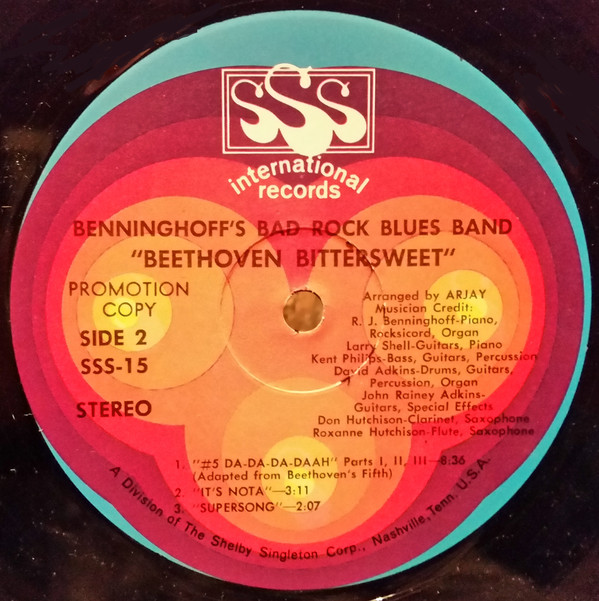 SSS
international
records
BENNINGHOFF'S BAD ROCK BLUES BAND
"BEETHOVEN BITTERSWEET"
PROMOTION
COPY
SIDE 2
SSS-15
STEREO
Arranged by ARJAY
Musician Credit:
R. J. Benninghoff-Piano,
Rocksicord, Organ
Larry Shell-Guitars, Piano
Kent Phillips-Bass, Guitars, Percussion
David Adkins-Drums, Guitars,
Percussion, Organ
John Rainey Adkins-
Guitars, Special Effects
Don Hutchison-Clarinet, Saxophone
Roxanne Hutchison-Flute, Saxophone
1. "#5 DA-DA-DA-DAAH" Parts I, II, III—8:36
(Adapted from Beethoven's Fifth)
2. "IT'S NOTA"—3:11
3. "SUPERSONG"—2:07
A Division of The Shelby Singleton Corp., Nashville, Tenn. U.S.A.